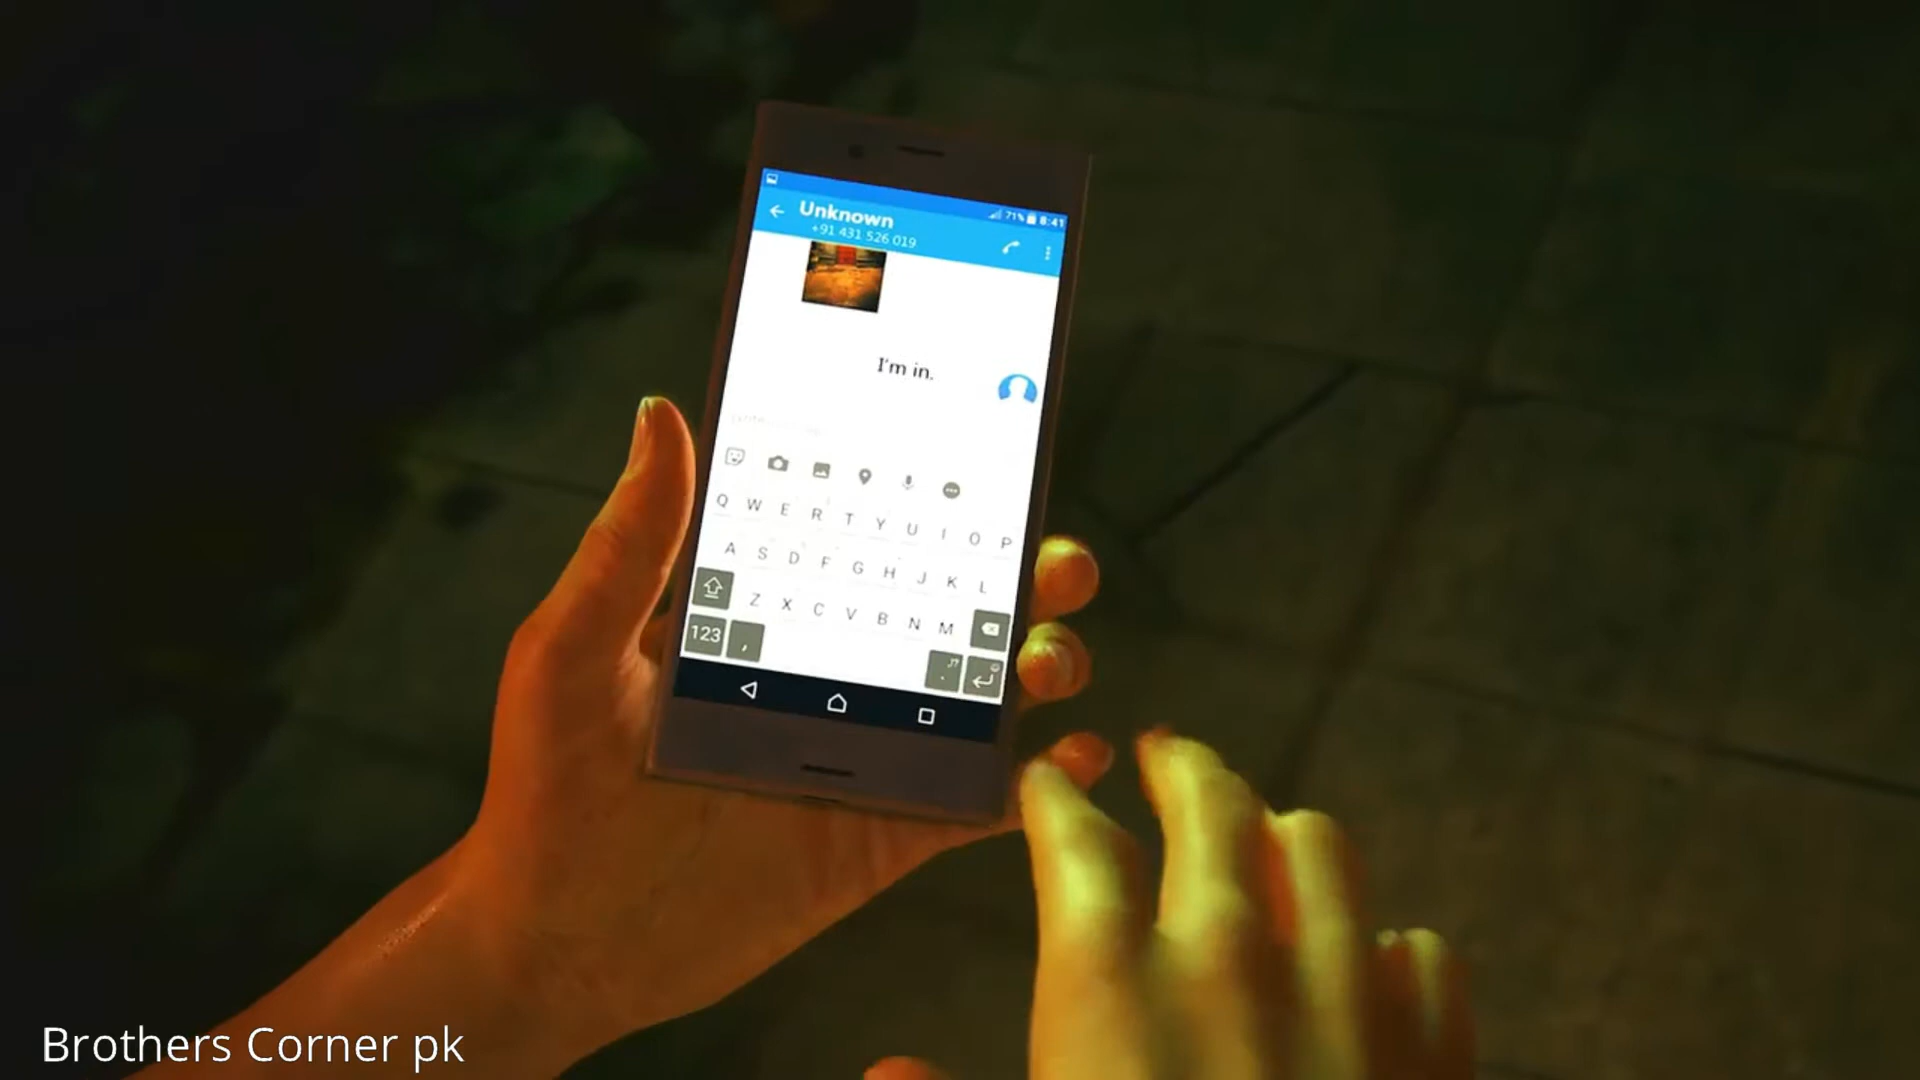 71% 8:41
Unknown
+91 431 526 019
I'm in.
Q W E R T Y U I O P
A S D F G H J K L
Z X C V B N M
123 , .
Brothers Corner pk